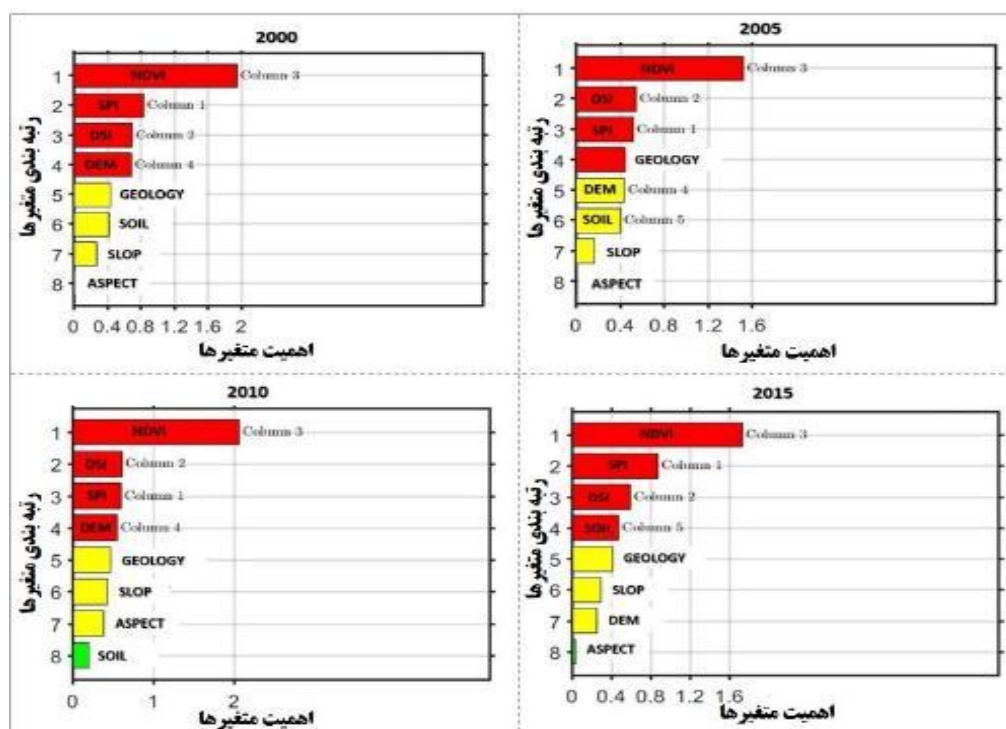 2000
رتبه بندی متغیرها
1 NDVI Column 3
2 SPI Column 1
3 DSI Column 2
4 DEM Column 4
5 GEOLOGY
6 SOIL
7 SLOP
8 ASPECT
0 0.4 0.8 1.2 1.6 2
اهمیت متغیرها
2005
رتبه بندی متغیرها
1 NDVI Column 3
2 DSI Column 2
3 SPI Column 1
4 GEOLOGY
5 DEM Column 4
6 SOIL Column 5
7 SLOP
8 ASPECT
0 0.4 0.8 1.2 1.6
اهمیت متغیرها
2010
رتبه بندی متغیرها
1 NDVI Column 3
2 DSI Column 2
3 SPI Column 1
4 DEM Column 4
5 GEOLOGY
6 SLOP
7 ASPECT
8 SOIL
0 1 2
اهمیت متغیرها
2015
رتبه بندی متغیرها
1 NDVI Column 3
2 SPI Column 1
3 DSI Column 2
4 SOIL Column 5
5 GEOLOGY
6 SLOP
7 DEM
8 ASPECT
0 0.4 0.8 1.2 1.6
اهمیت متغیرها